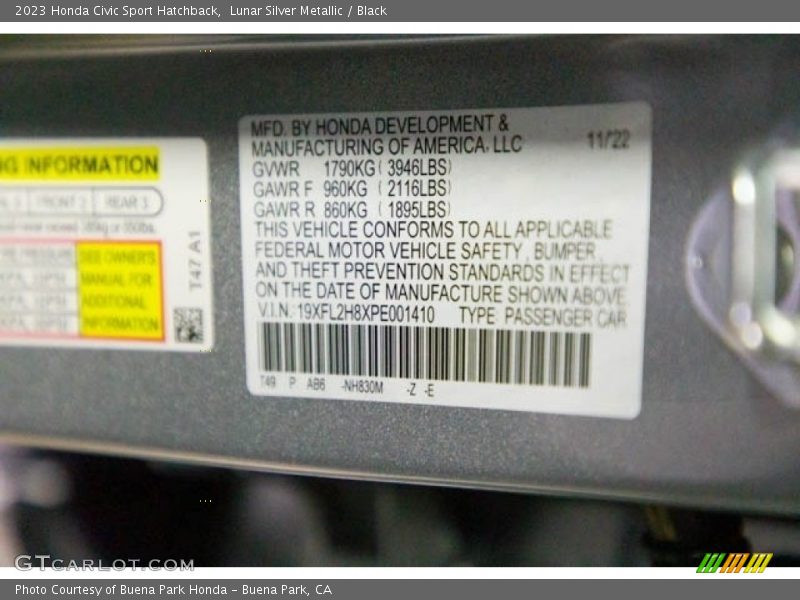 2023 Honda Civic Sport Hatchback, Lunar Silver Metallic / Black
NG INFORMATION
FRONT 2 REAR 3
SEE OWNER'S
MANUAL FOR
ADDITIONAL
INFORMATION
T47 A1
MFD. BY HONDA DEVELOPMENT &
MANUFACTURING OF AMERICA, LLC 11/22
GVWR 1790KG ( 3946LBS)
GAWR F 960KG ( 2116LBS)
GAWR R 860KG ( 1895LBS)
THIS VEHICLE CONFORMS TO ALL APPLICABLE
FEDERAL MOTOR VEHICLE SAFETY, BUMPER,
AND THEFT PREVENTION STANDARDS IN EFFECT
ON THE DATE OF MANUFACTURE SHOWN ABOVE.
V.I.N. 19XFL2H8XPE001410 TYPE PASSENGER CAR
T49 P AB6 -NH830M -Z -E
GTCARLOT.COM
Photo Courtesy of Buena Park Honda - Buena Park, CA